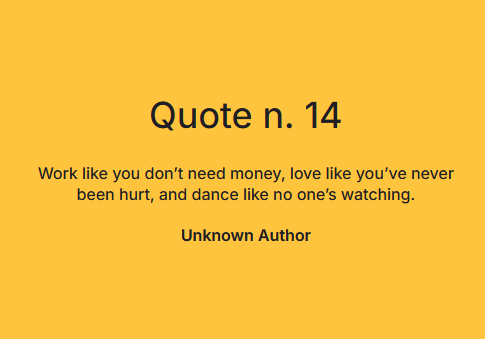 Quote n. 14
Work like you don’t need money, love like you’ve never
been hurt, and dance like no one’s watching.
Unknown Author